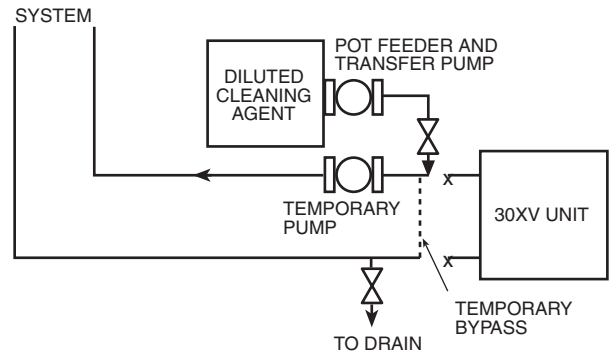 SYSTEM
POT FEEDER AND
TRANSFER PUMP
DILUTED
CLEANING
AGENT
x
30XV UNIT
TEMPORARY
PUMP
x
TEMPORARY
BYPASS
TO DRAIN